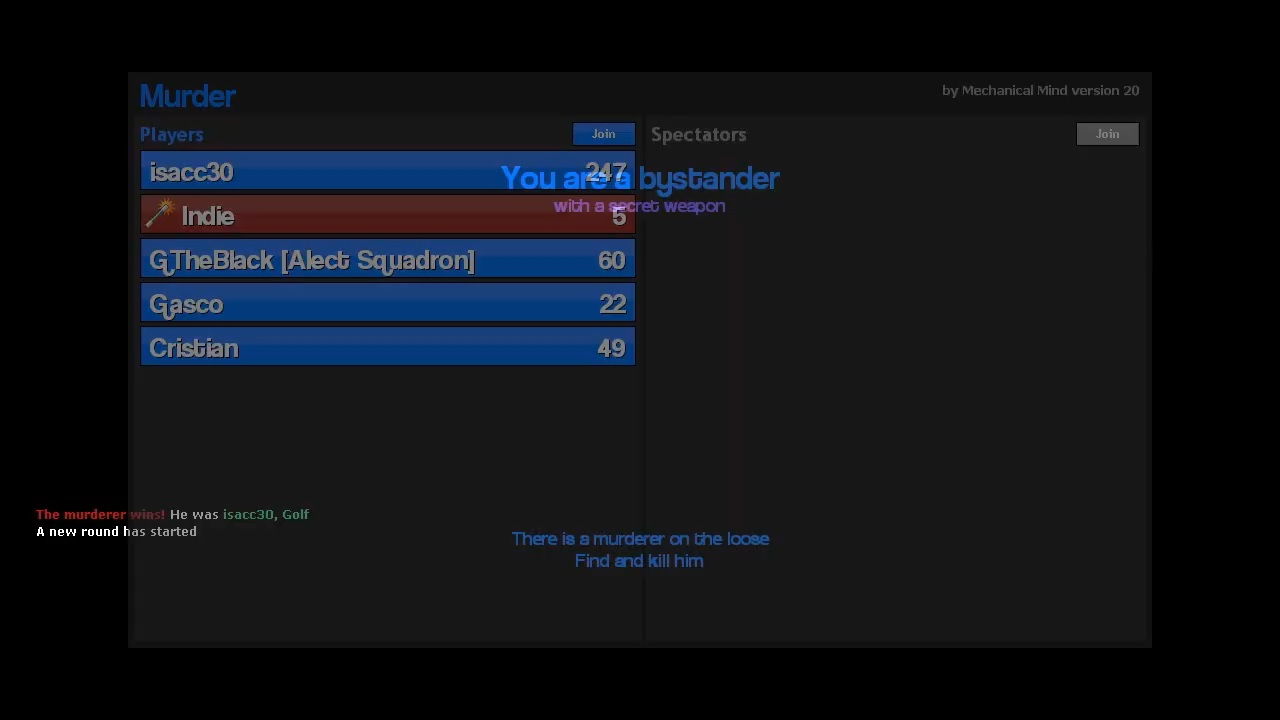 Murder
by Mechanical Mind version 20
Players
Join
Spectators
Join
isacc30
247
You are a bystander
with a secret weapon
Indie
5
GTheBlack [Alect Squadron]
60
Gasco
22
Cristian
49
The murderer wins! He was isacc30, Golf
A new round has started
There is a murderer on the loose
Find and kill him